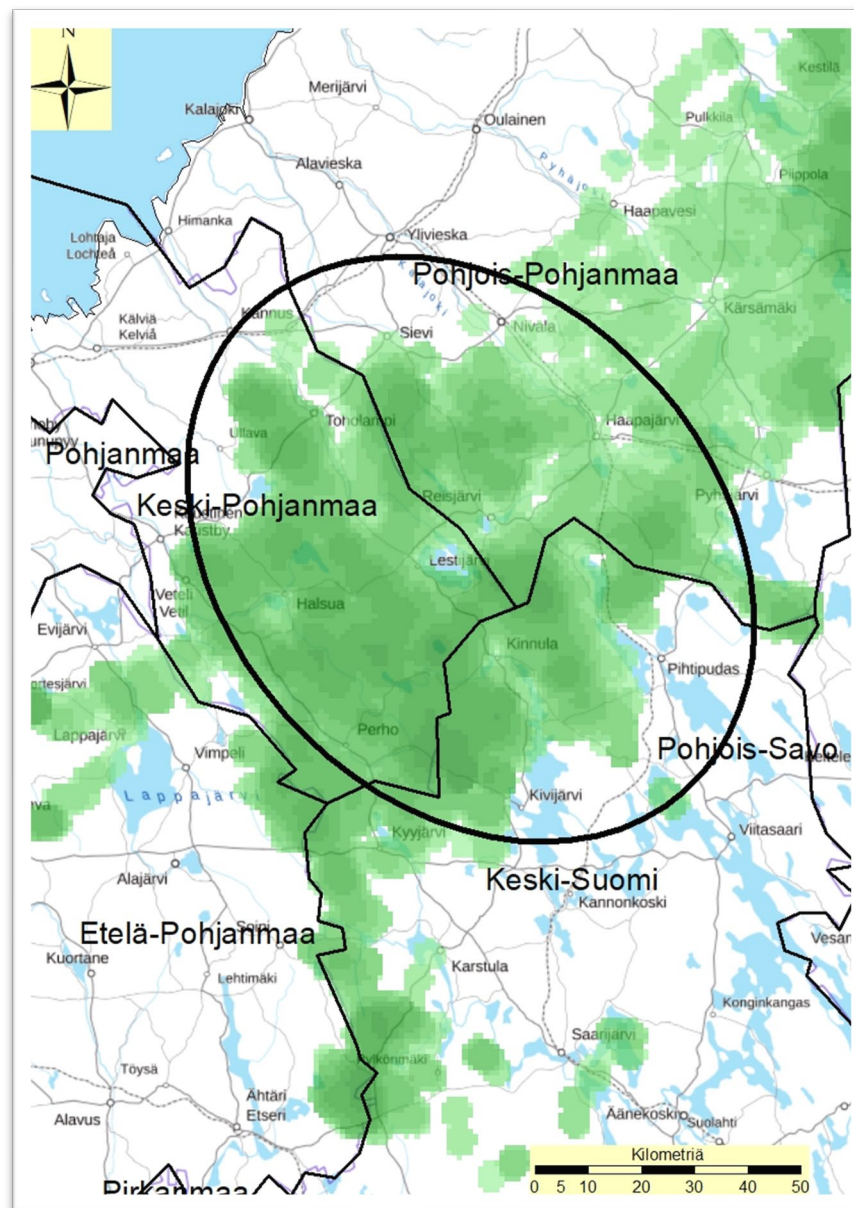 N
Kestilä
Merijärvi
Kalajoki
Oulainen
Pulkkila
Alavieska
Pyhäjoki
Piippola
Haapavesi
Himanka
Ylivieska
Lohtaja
Lochteå
Kalajoki
Pohjois-Pohjanmaa
Kärsämäki
Kannus
Nivala
Kälviä
Kelviå
Sievi
Toholampi
Haapajärvi
Ullava
Pohjanmaa
Keski-Pohjanmaa
Reisjärvi
Kaustby
Lestijärvi
Veteli
Vetil
Halsua
Evijärvi
Kinnula
Pihtipudas
Perho
Lappajärvi
Vimpeli
Pohjois-Savo
Lappajärvi
Kivijärvi
Kyyjärvi
Viitasaari
Alajärvi
Keski-Suomi
Kannonkoski
Soini
Etelä-Pohjanmaa
Kuortane
Lehtimäki
Karstula
Konginkangas
Saarijärvi
Töysä
Ähtäri
Etseri
Alavus
Äänekoski
Suolahti
Kilometriä
0 5 10 20 30 40 50
Pirkanmaa